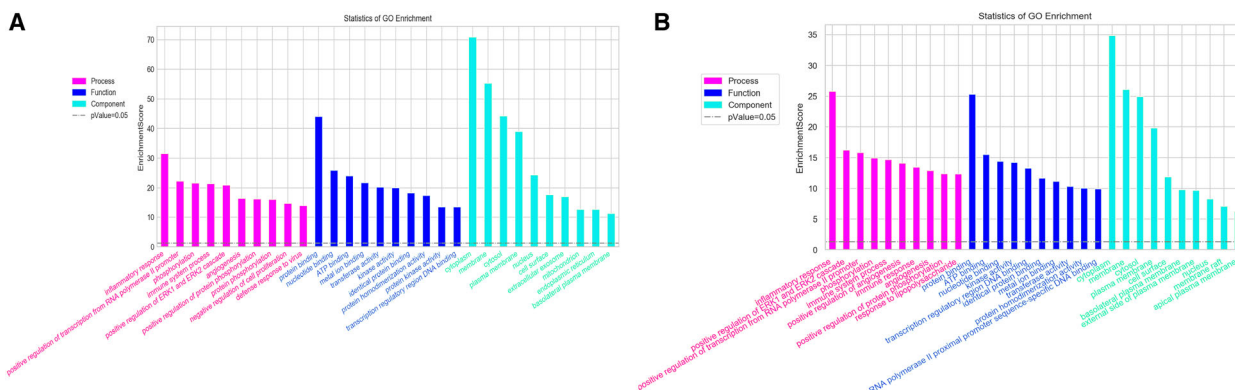 A
Statistics of GO Enrichment
Process
Function
Component
pValue=0.05
EnrichmentScore
70
60
50
40
30
20
10
0
inflammatory response
positive regulation of transcription from RNA polymerase II promoter
phosphorylation
immune system process
positive regulation of ERK1 and ERK2 cascade
angiogenesis
protein phosphorylation
positive regulation of protein phosphorylation
negative regulation of cell proliferation
defense response to virus
protein binding
nucleotide binding
ATP binding
metal ion binding
transferase activity
kinase activity
identical protein binding
protein homodimerization activity
protein kinase activity
transcription regulatory region DNA binding
cytoplasm
membrane
cytosol
plasma membrane
nucleus
cell surface
extracellular exosome
mitochondrion
endoplasmic reticulum
basolateral plasma membrane
B
Statistics of GO Enrichment
Process
Function
Component
pValue=0.05
EnrichmentScore
35
30
25
20
15
10
5
0
inflammatory response
positive regulation of ERK1 and ERK2 cascade
positive regulation of transcription from RNA polymerase II promoter
phosphorylation
immune system process
positive regulation of angiogenesis
immune response
angiogenesis
positive regulation of protein phosphorylation
response to lipopolysaccharide
protein binding
ATP binding
kinase activity
nucleotide binding
transcription regulatory region DNA binding
identical protein binding
metal ion binding
transferase activity
protein homodimerization activity
RNA polymerase II proximal promoter sequence-specific DNA binding
cytoplasm
membrane
cytosol
plasma membrane
cell surface
basolateral plasma membrane
external side of plasma membrane
nucleus
membrane raft
apical plasma membrane